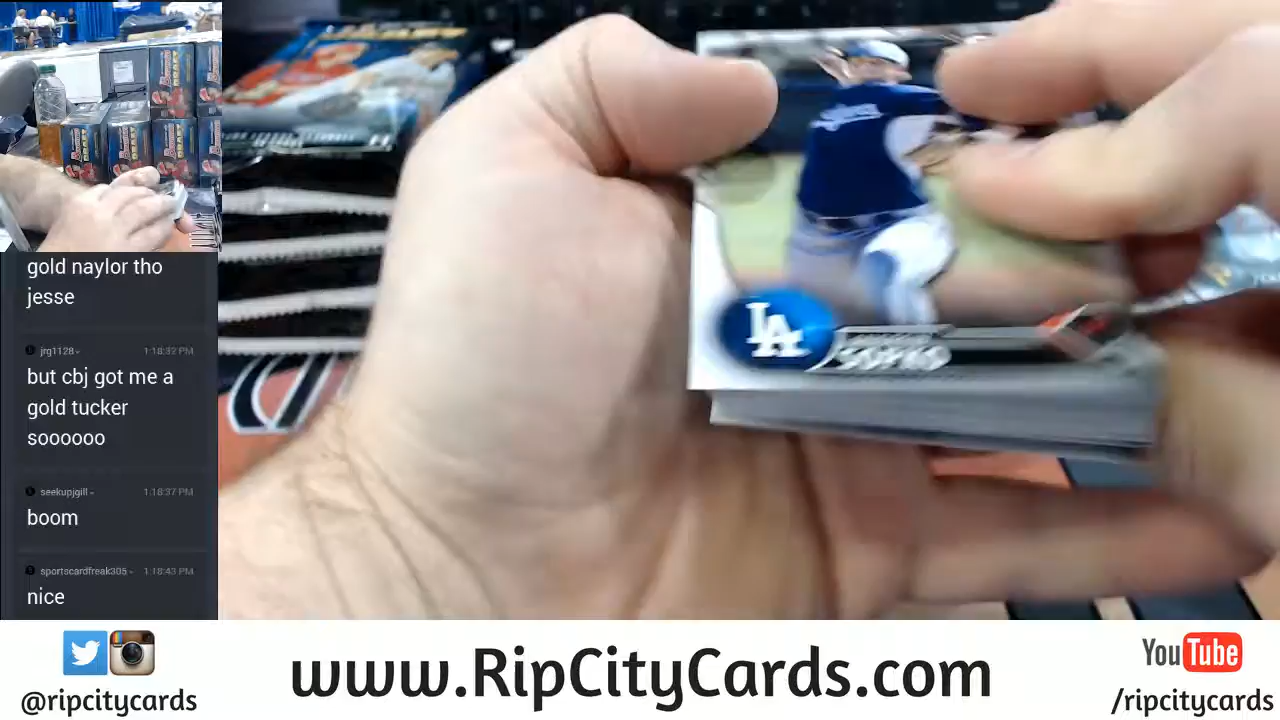 gold naylor tho
jesse
jrg1128
1:18:32 PM
but cbj got me a
gold tucker
soooooo
seekupjgill
1:18:37 PM
boom
sportscardfreak305
1:18:43 PM
nice
LA
SOPKO
www.RipCityCards.com
@ripcitycards
YouTube
/ripcitycards